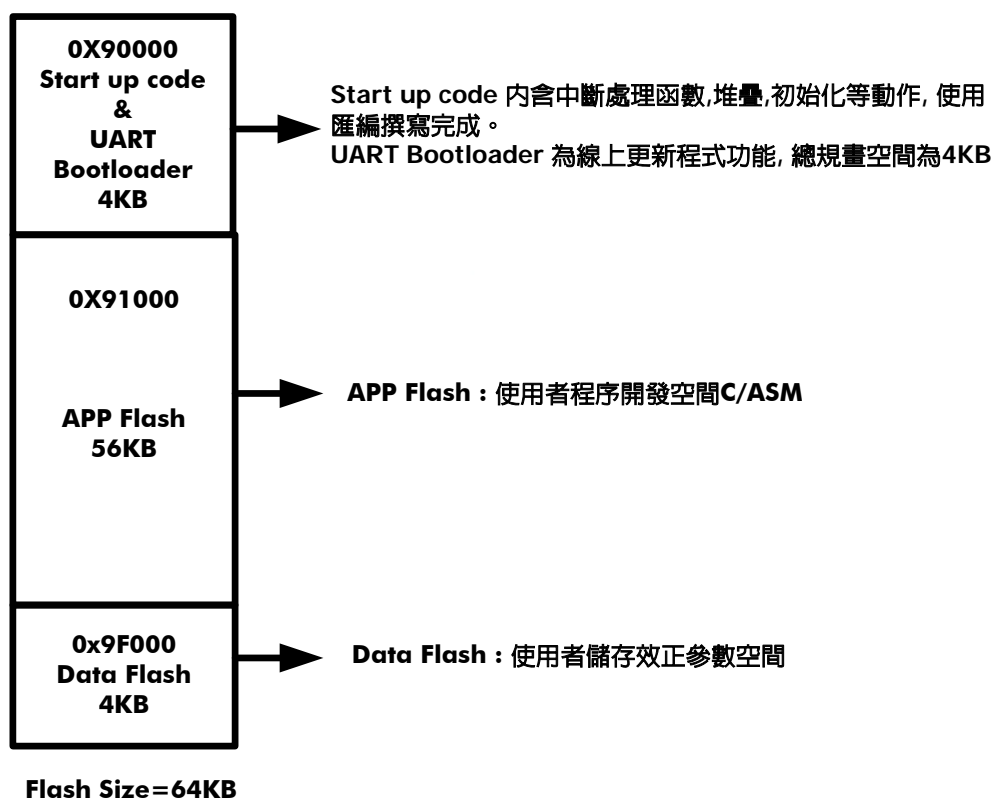 0X90000
Start up code
&
UART
Bootloader
4KB
Start up code 内含中斷處理函數,堆疊,初始化等動作, 使用
匯編撰寫完成。
UART Bootloader 為線上更新程式功能, 總規畫空間為4KB
0X91000
APP Flash
56KB
APP Flash : 使用者程序開發空間C/ASM
0x9F000
Data Flash
4KB
Data Flash : 使用者儲存效正參數空間
Flash Size=64KB